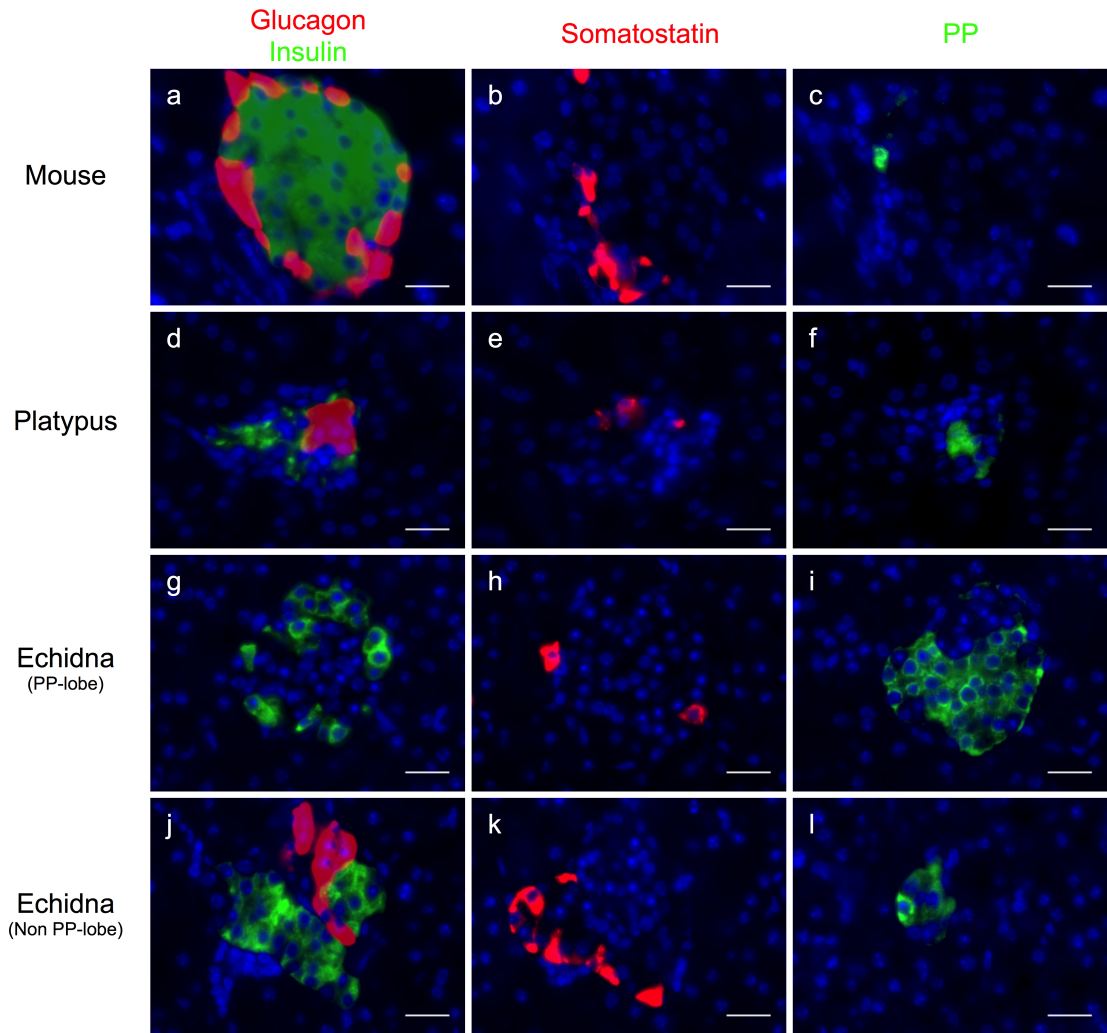 Glucagon
Insulin
Somatostatin
PP
Mouse
a
b
c
Platypus
d
e
f
Echidna
(PP-lobe)
g
h
i
Echidna
(Non PP-lobe)
j
k
l